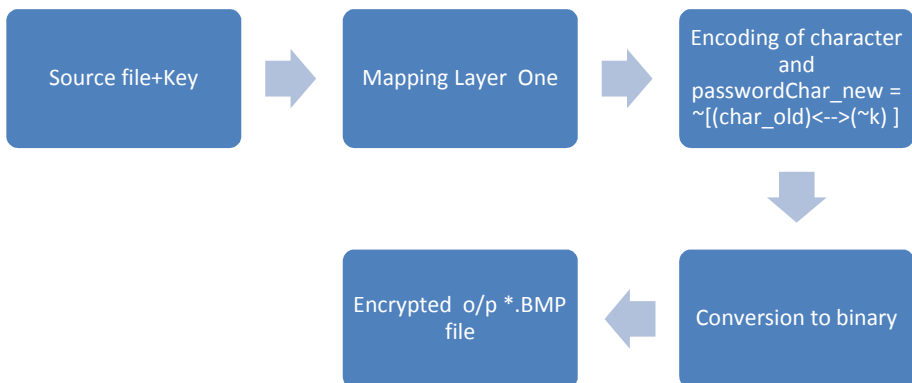 Source file+Key
Mapping Layer One
Encoding of character
and
passwordChar_new =
~[(char_old)<-->(~k) ]
Conversion to binary
Encrypted o/p *.BMP
file